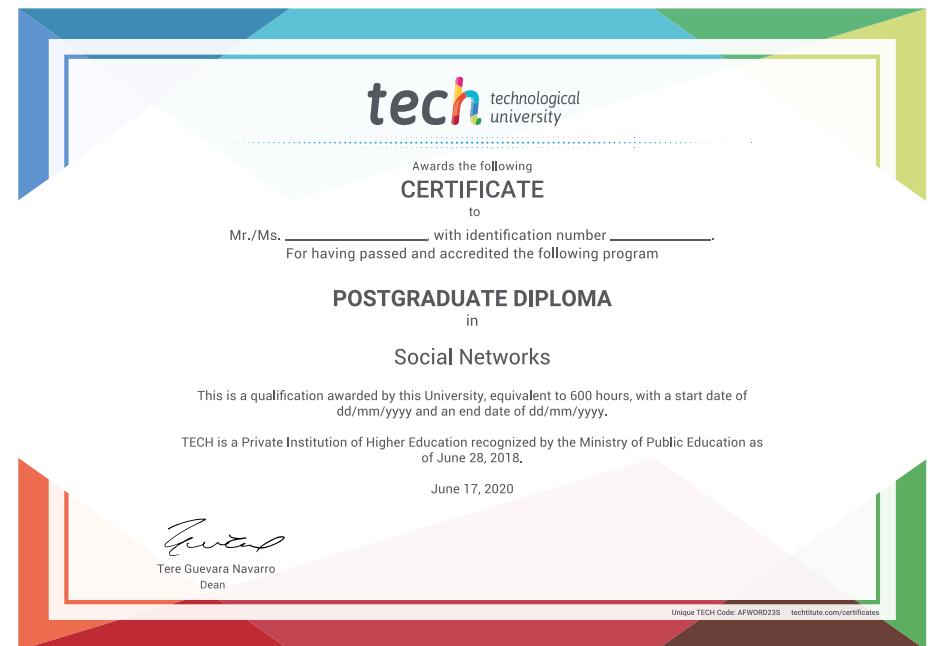 tech technological
university
Awards the following
CERTIFICATE
to
Mr./Ms. ____________________, with identification number ______________.
For having passed and accredited the following program
POSTGRADUATE DIPLOMA
in
Social Networks
This is a qualification awarded by this University, equivalent to 600 hours, with a start date of
dd/mm/yyyy and an end date of dd/mm/yyyy.
TECH is a Private Institution of Higher Education recognized by the Ministry of Public Education as
of June 28, 2018.
June 17, 2020
Tere Guevara Navarro
Dean
Unique TECH Code: AFWORD23S techtitute.com/certificates